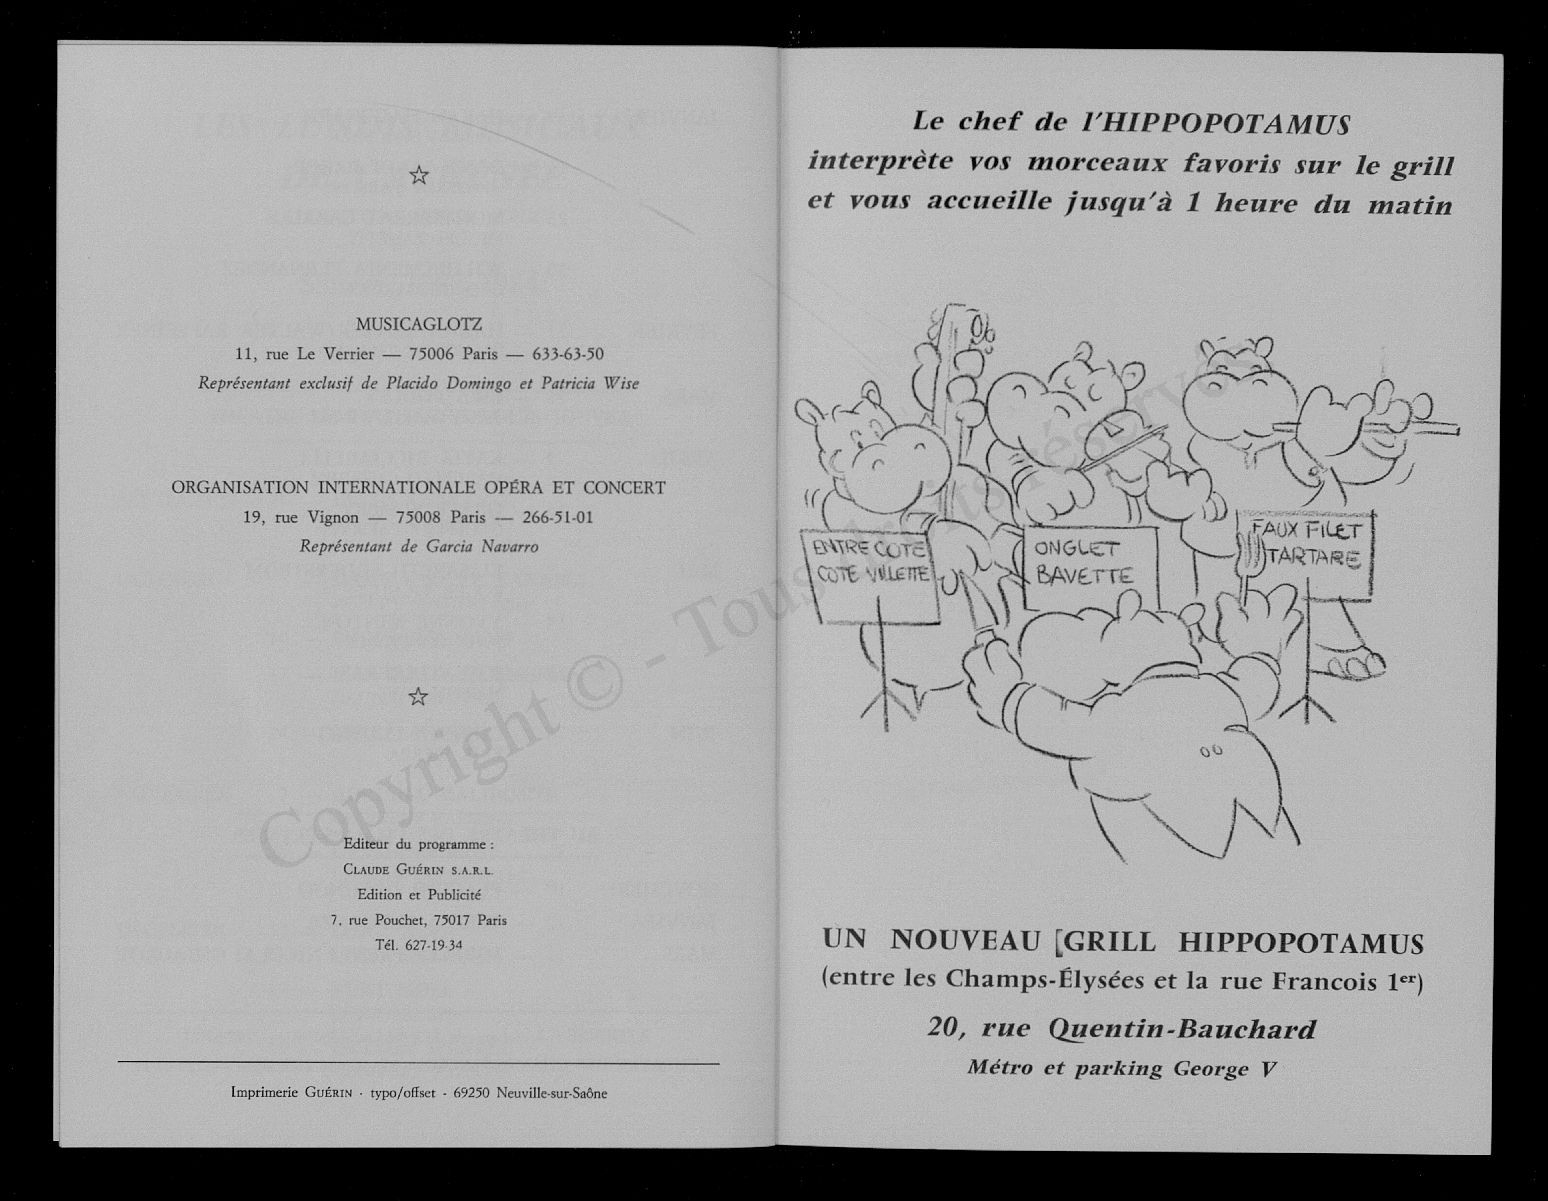 MUSICAGLOTZ
11, rue Le Verrier — 75006 Paris — 633-63-50
Représentant exclusif de Placido Domingo et Patricia Wise
ORGANISATION INTERNATIONALE OPÉRA ET CONCERT
19, rue Vignon — 75008 Paris — 266-51-01
Représentant de Garcia Navarro
Editeur du programme :
CLAUDE GUÉRIN S.A.R.L.
Edition et Publicité
7, rue Pouchet, 75017 Paris
Tél. 627-19-34
Imprimerie GUÉRIN - typo/offset - 69250 Neuville-sur-Saône
Le chef de l'HIPPOPOTAMUS
interprète vos morceaux favoris sur le grill
et vous accueille jusqu'à 1 heure du matin
ENTRE COTE
COTE VILLETTE
ONGLET
BAVETTE
FAUX FILET
TARTARE
UN NOUVEAU [GRILL HIPPOPOTAMUS
(entre les Champs-Élysées et la rue Francois 1er)
20, rue Quentin-Bauchard
Métro et parking George V
Copyright © - Tous droits réservés